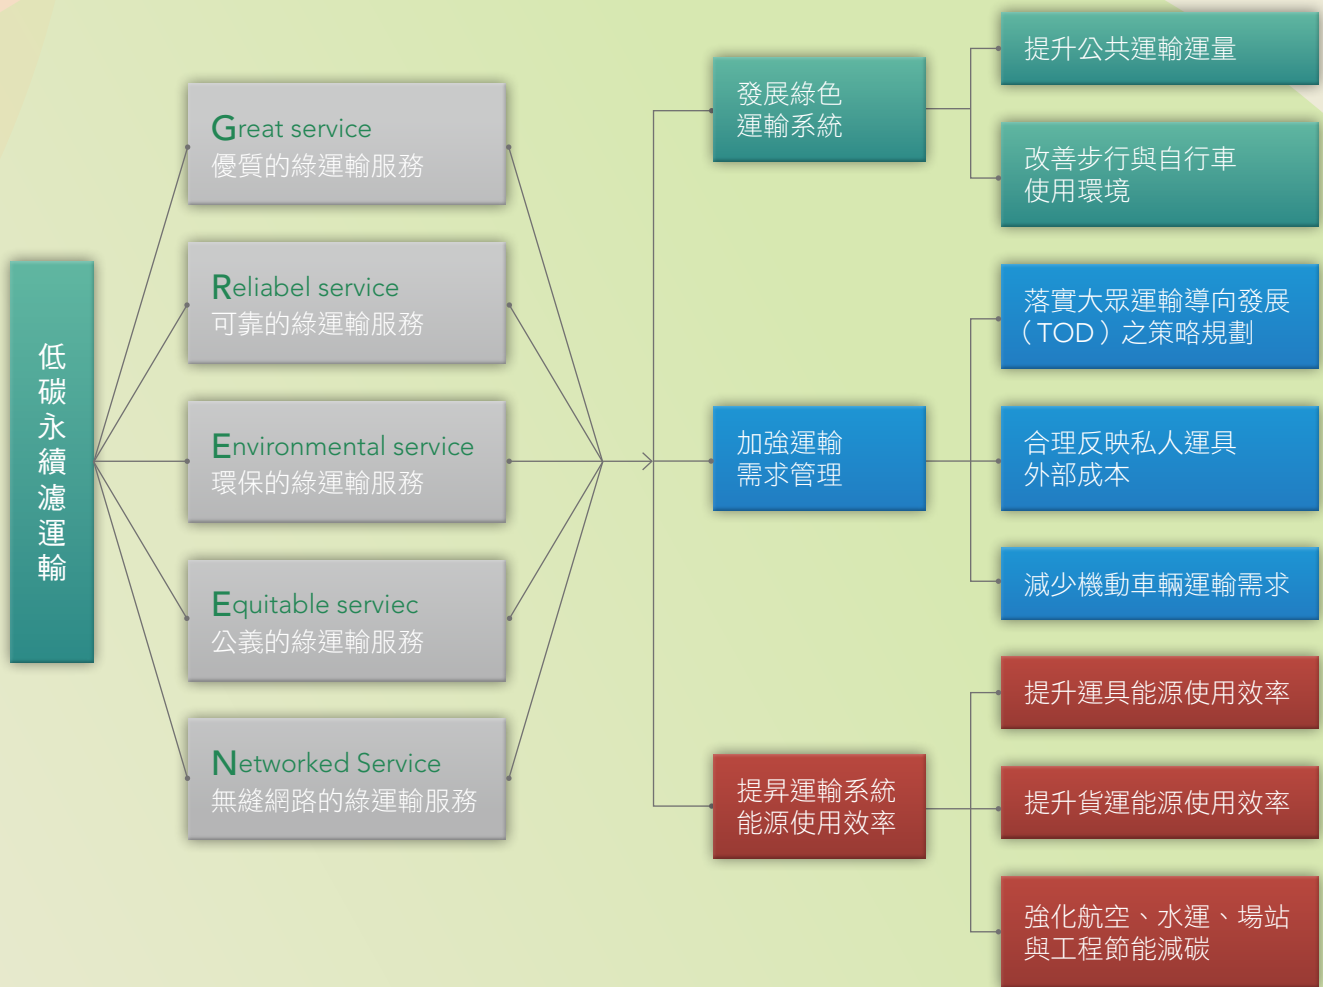 低碳永續濾運輸
Great service
優質的綠運輸服務
Reliabel service
可靠的綠運輸服務
Environmental service
環保的綠運輸服務
Equitable serviec
公義的綠運輸服務
Networked Service
無縫網路的綠運輸服務
發展綠色
運輸系統
提升公共運輸運量
改善步行與自行車
使用環境
加強運輸
需求管理
落實大眾運輸導向發展
（TOD）之策略規劃
合理反映私人運具
外部成本
減少機動車輛運輸需求
提昇運輸系統
能源使用效率
提升運具能源使用效率
提升貨運能源使用效率
強化航空、水運、場站
與工程節能減碳